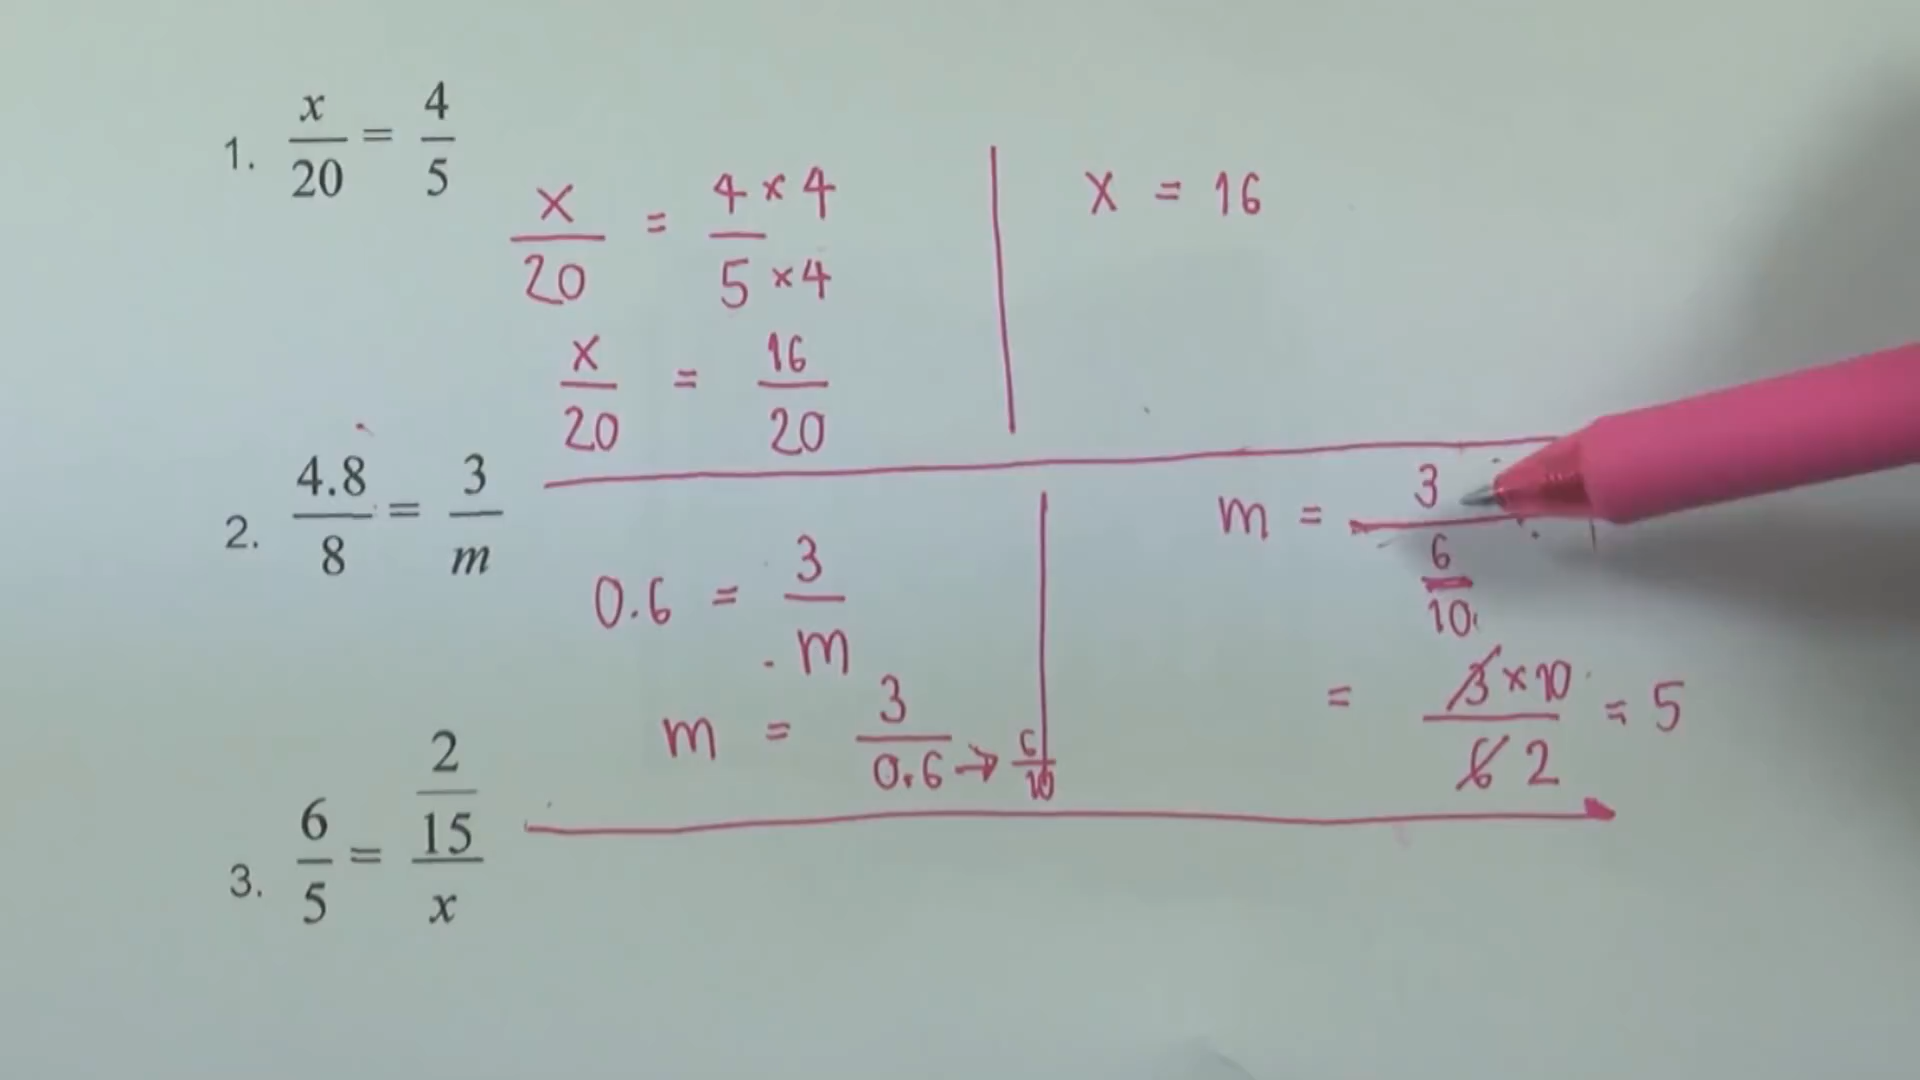 1. x/20 = 4/5
x/20 = 4 × 4/5 × 4
x/20 = 16/20
x = 16
2. 4.8/8 = 3/m
0.6 = 3/m
m = 3/0.6 → 6/10
m = 3/(6/10)
= 3 × 10/6 2 = 5
3. 6/5 = (2/15)/x